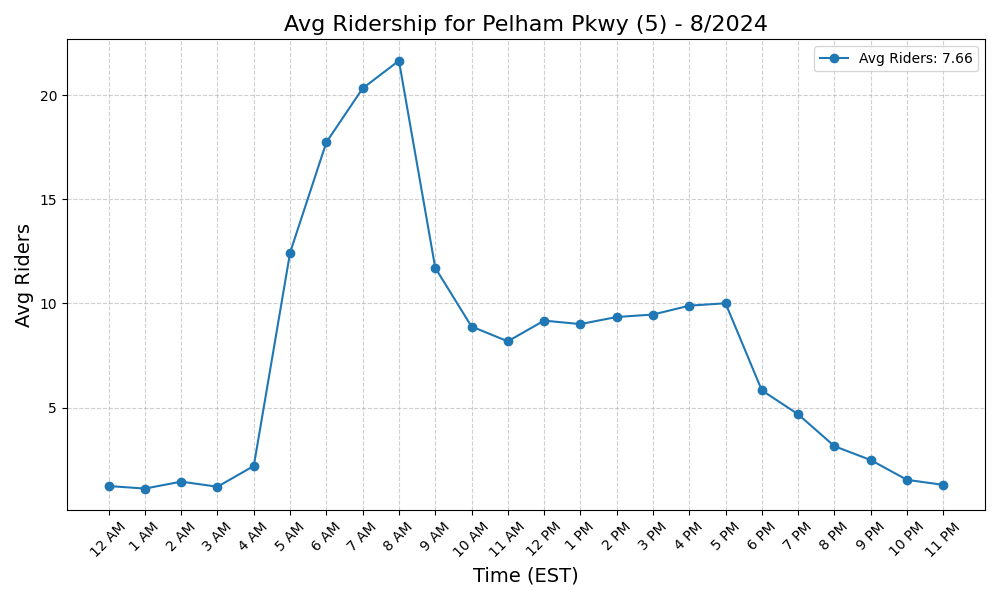 Avg Ridership for Pelham Pkwy (5) - 8/2024
Avg Riders: 7.66
Avg Riders
20
15
10
5
12 AM
1 AM
2 AM
3 AM
4 AM
5 AM
6 AM
7 AM
8 AM
9 AM
10 AM
11 AM
12 PM
1 PM
2 PM
3 PM
4 PM
5 PM
6 PM
7 PM
8 PM
9 PM
10 PM
11 PM
Time (EST)